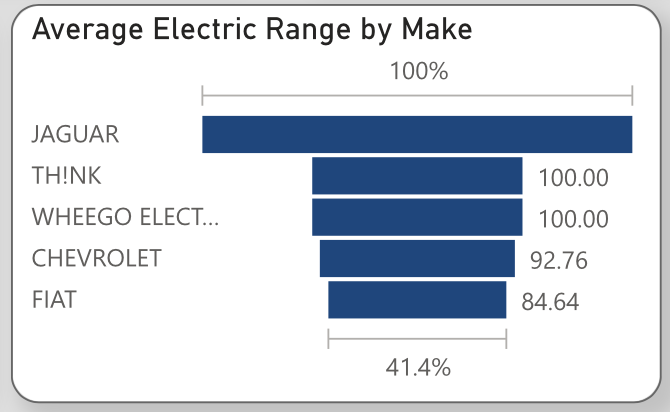 Average Electric Range by Make
100%
JAGUAR
TH!NK 100.00
WHEEGO ELECT... 100.00
CHEVROLET 92.76
FIAT 84.64
41.4%